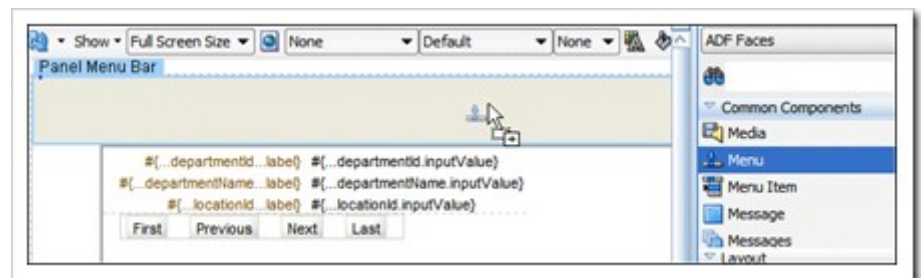 Show Full Screen Size None Default None
ADF Faces
Panel Menu Bar
Common Components
Media
Menu
Menu Item
Message
Messages
Layout
#{...departmentId...label} #{...departmentId.inputValue}
#{...departmentName...label} #{...departmentName.inputValue}
#{...locationId...label} #{...locationId.inputValue}
First Previous Next Last